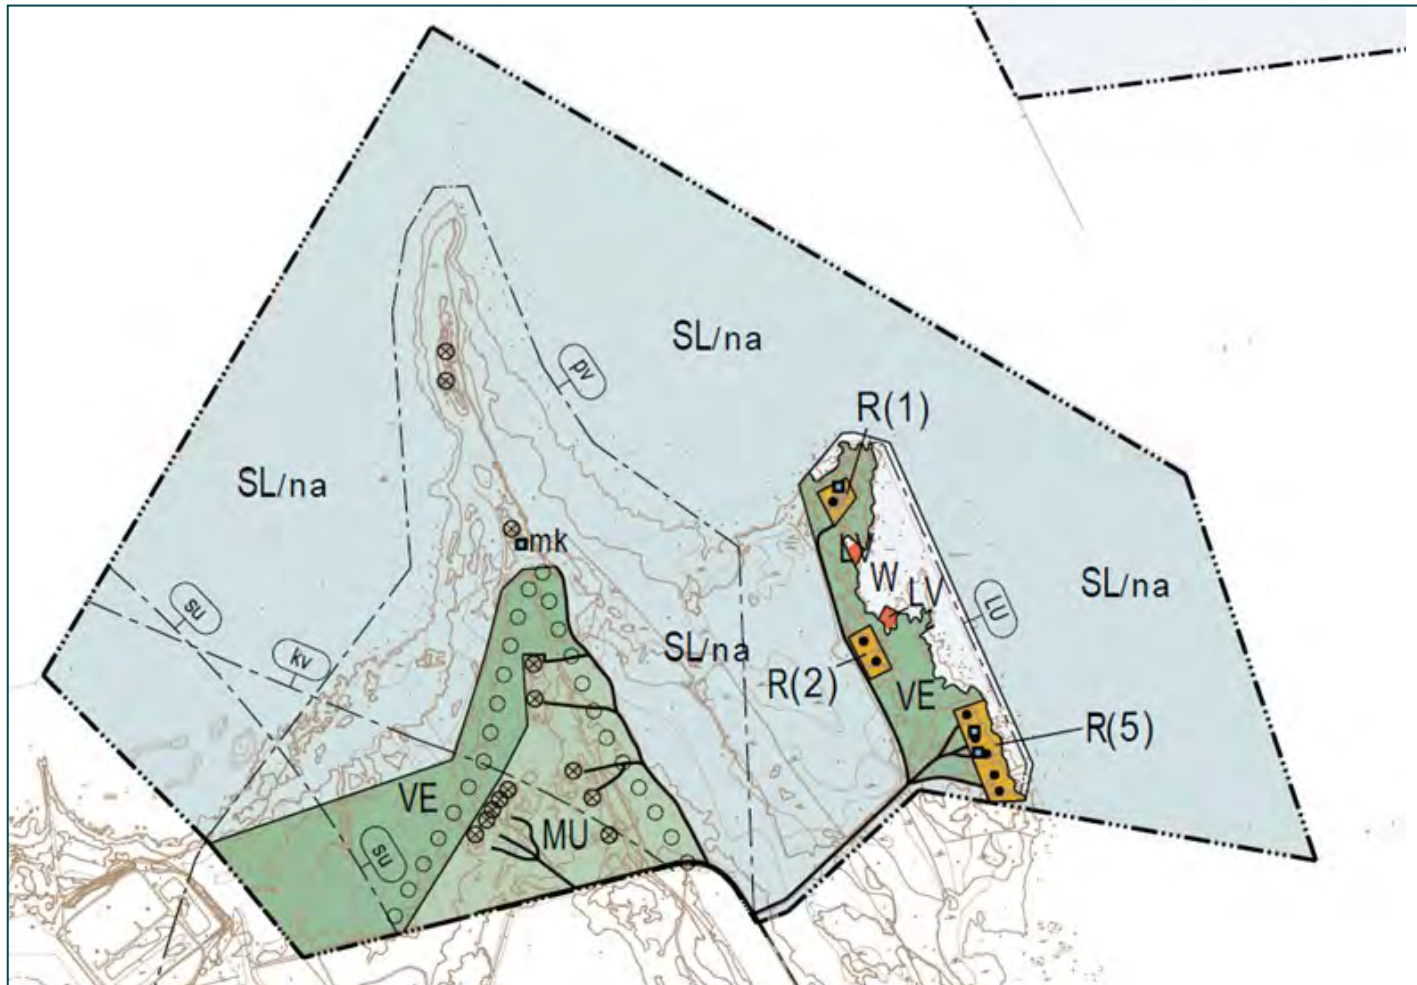 SL/na
pv
R(1)
SL/na
mk
LV
W
LV
SL/na
su
LU
kv
SL/na
R(2)
VE
R(5)
VE
MU
su